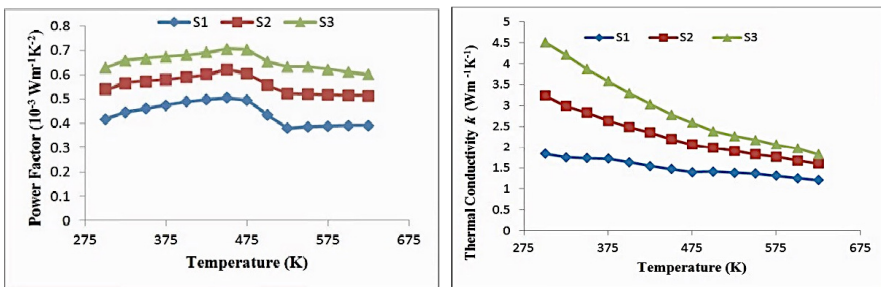 S1 S2 S3
0.8
0.7
0.6
0.5
0.4
0.3
0.2
0.1
0
275 375 475 575 675
Power Factor (10⁻³ Wm⁻¹K⁻²)
Temperature (K)
S1 S2 S3
5
4.5
4
3.5
3
2.5
2
1.5
1
0.5
0
275 375 475 575 675
Thermal Conductivity k (Wm⁻¹K⁻¹)
Temperature (K)